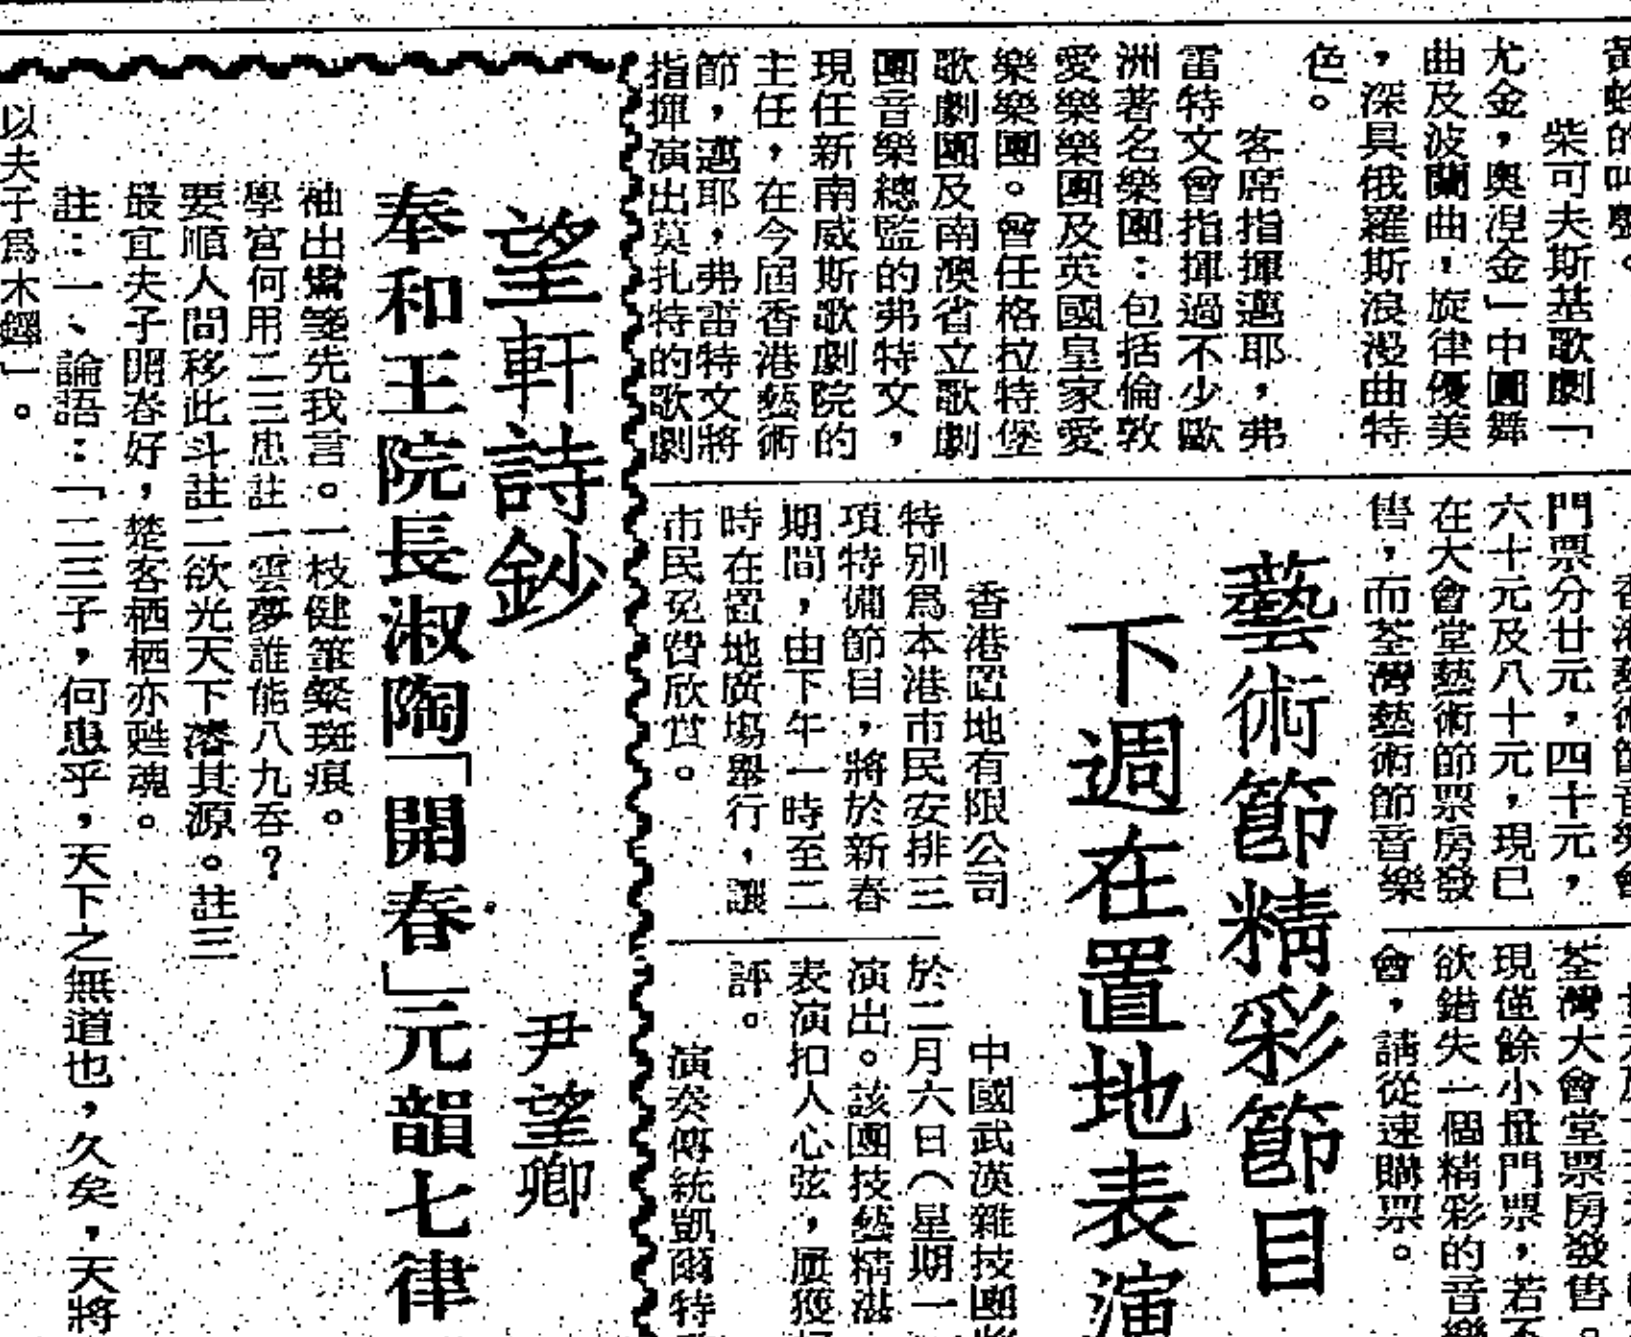 黃蜂的叫聲。
柴可夫斯基歌劇「
尤金,奧湼金」中圓舞
曲及波蘭曲,旋律優美
,深具俄羅斯浪漫曲特
色。
客席指揮邁耶,弗
雷特文曾指揮過不少歐
洲著名樂團:包括倫敦
愛樂樂團及英國皇家愛
樂樂團。曾任格拉特堡
歌劇團及南澳省立歌劇
團音樂總監的弗特文,
現任新南威斯歌劇院的
主任,在今屆香港藝術
節,邁耶,弗雷特文將
指揮演出莫扎特的歌劇
香港藝術節音樂會
門票分廿元,四十元,
六十元及八十元,現已
在大會堂藝術節票房發
售,而荃灣藝術節音樂
荃灣大會堂票房發售。
現僅餘小量門票,若不
欲錯失一個精彩的音樂
會,請從速購票。
藝術節精彩節目
下週在置地表演
香港置地有限公司
特別爲本港市民安排三
項特備節目,將於新春
期間,由下午一時至二
時在置地廣場舉行,讓
市民免費欣賞。
中國武漢雜技團
於二月六日(星期一
演出。該團技藝精湛
表演扣人心弦,屢獲
評。
演奏傳統凱爾特
望軒詩鈔
尹望卿
奉和王院長淑陶「開春」元韻七律
袖出鸞箋先我言。一枝健筆粲斑痕。
學宮何用二三患註一雲夢誰能八九吞?
要順人間移此斗註二欲光天下濬其源。註三
最宜夫子開春好,楚客栖栖亦甦魂。
註:一、論語:「二三子,何患乎,天下之無道也,久矣,天將
以夫子爲木鐸」。